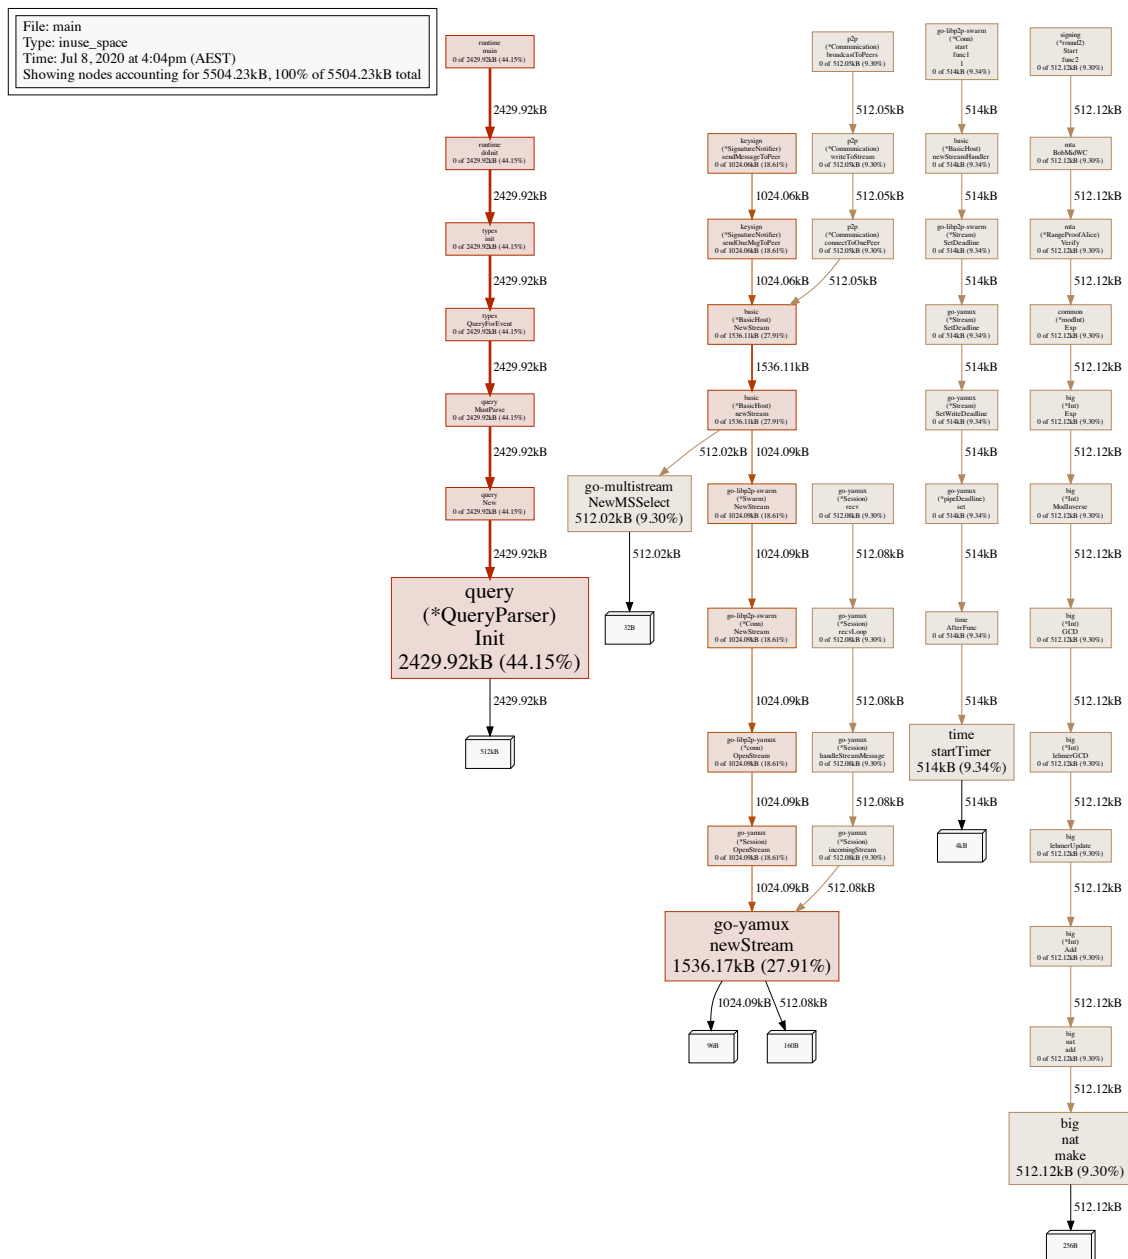 File: main
Type: inuse_space
Time: Jul 8, 2020 at 4:04pm (AEST)
Showing nodes accounting for 5504.23kB, 100% of 5504.23kB total
runtime
main
0 of 2429.92kB (44.15%)
2429.92kB
runtime
doInit
0 of 2429.92kB (44.15%)
2429.92kB
types
init
0 of 2429.92kB (44.15%)
2429.92kB
types
QueryForEvent
0 of 2429.92kB (44.15%)
2429.92kB
query
MustParse
0 of 2429.92kB (44.15%)
2429.92kB
query
New
0 of 2429.92kB (44.15%)
2429.92kB
query
(*QueryParser)
Init
2429.92kB (44.15%)
2429.92kB
512kB
keysign
(*SignatureNotifier)
sendMessageToPeer
0 of 1024.06kB (18.61%)
1024.06kB
keysign
(*SignatureNotifier)
sendOneMsgToPeer
0 of 1024.06kB (18.61%)
1024.06kB
p2p
(*Communication)
broadcastToPeers
0 of 512.05kB (9.30%)
512.05kB
p2p
(*Communication)
writeToStream
0 of 512.05kB (9.30%)
512.05kB
p2p
(*Communication)
connectToOnePeer
0 of 512.05kB (9.30%)
512.05kB
basic
(*BasicHost)
NewStream
0 of 1536.11kB (27.91%)
1536.11kB
basic
(*BasicHost)
newStream
0 of 1536.11kB (27.91%)
512.02kB
1024.09kB
go-multistream
NewMSSelect
512.02kB (9.30%)
512.02kB
32B
go-libp2p-swarm
(*Swarm)
NewStream
0 of 1024.09kB (18.61%)
1024.09kB
go-libp2p-swarm
(*Conn)
NewStream
0 of 1024.09kB (18.61%)
1024.09kB
go-libp2p-yamux
(*conn)
OpenStream
0 of 1024.09kB (18.61%)
1024.09kB
go-yamux
(*Session)
OpenStream
0 of 1024.09kB (18.61%)
1024.09kB
go-yamux
(*Session)
recv
0 of 512.08kB (9.30%)
512.08kB
go-yamux
(*Session)
recvLoop
0 of 512.08kB (9.30%)
512.08kB
go-yamux
(*Session)
handleStreamMessage
0 of 512.08kB (9.30%)
512.08kB
go-yamux
(*Session)
incomingStream
0 of 512.08kB (9.30%)
512.08kB
go-yamux
newStream
1536.17kB (27.91%)
1024.09kB
512.08kB
96B
160B
go-libp2p-swarm
(*Conn)
start
func1
1
0 of 514kB (9.34%)
514kB
basic
(*BasicHost)
newStreamHandler
0 of 514kB (9.34%)
514kB
go-libp2p-swarm
(*Stream)
SetDeadline
0 of 514kB (9.34%)
514kB
go-yamux
(*Stream)
SetDeadline
0 of 514kB (9.34%)
514kB
go-yamux
(*Stream)
SetWriteDeadline
0 of 514kB (9.34%)
514kB
go-yamux
(*pipeDeadline)
set
0 of 514kB (9.34%)
514kB
time
AfterFunc
0 of 514kB (9.34%)
514kB
time
startTimer
514kB (9.34%)
514kB
4kB
signing
(*round2)
Start
func2
0 of 512.12kB (9.30%)
512.12kB
mta
BobMidWC
0 of 512.12kB (9.30%)
512.12kB
mta
(*RangeProofAlice)
Verify
0 of 512.12kB (9.30%)
512.12kB
common
(*modInt)
Exp
0 of 512.12kB (9.30%)
512.12kB
big
(*Int)
Exp
0 of 512.12kB (9.30%)
512.12kB
big
(*Int)
ModInverse
0 of 512.12kB (9.30%)
512.12kB
big
(*Int)
GCD
0 of 512.12kB (9.30%)
512.12kB
big
(*Int)
lehmerGCD
0 of 512.12kB (9.30%)
512.12kB
big
lehmerUpdate
0 of 512.12kB (9.30%)
512.12kB
big
(*Int)
Add
0 of 512.12kB (9.30%)
512.12kB
big
nat
add
0 of 512.12kB (9.30%)
512.12kB
big
nat
make
512.12kB (9.30%)
512.12kB
256B